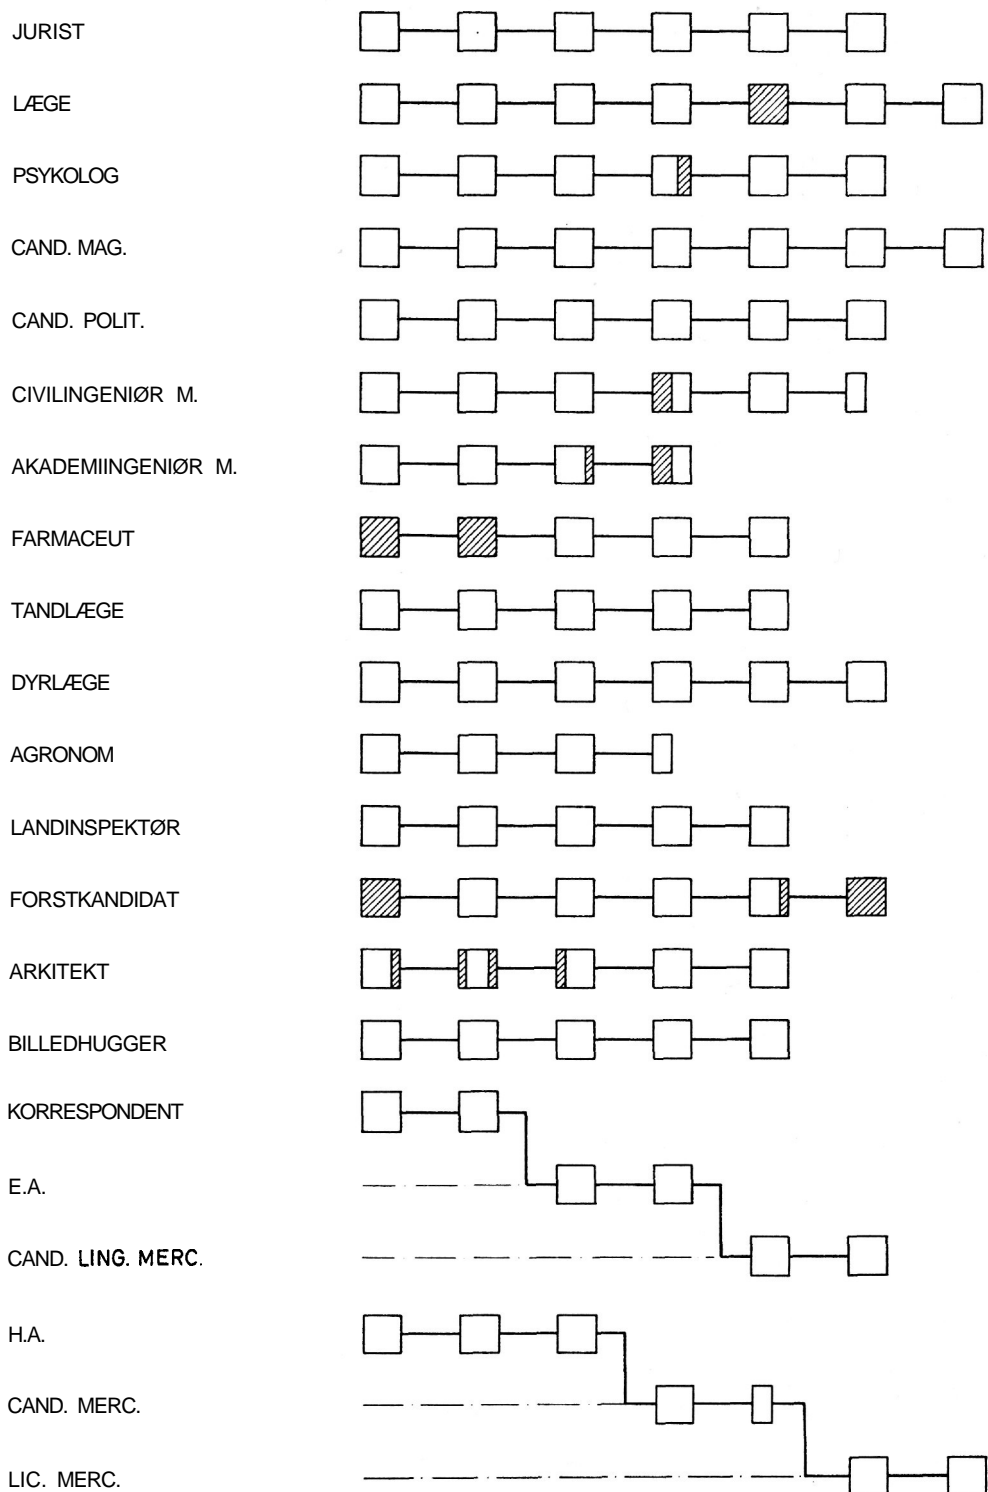 JURIST
LÆGE
PSYKOLOG
CAND. MAG.
CAND. POLIT.
CIVILINGENIØR M.
AKADEMIINGENIØR M.
FARMACEUT
TANDLÆGE
DYRLÆGE
AGRONOM
LANDINSPEKTØR
FORSTKANDIDAT
ARKITEKT
BILLEDHUGGER
KORRESPONDENT
E.A.
CAND. LING. MERC.
H.A.
CAND. MERC.
LIC. MERC.